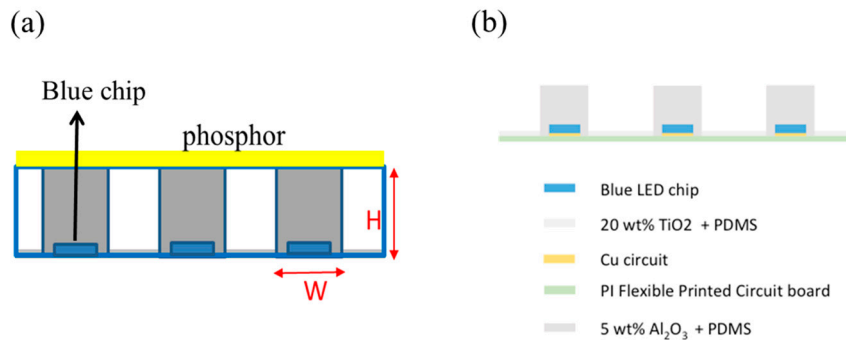 (a)
Blue chip
phosphor
H
W
(b)
Blue LED chip
20 wt% TiO2 + PDMS
Cu circuit
PI Flexible Printed Circuit board
5 wt% Al₂O₃ + PDMS